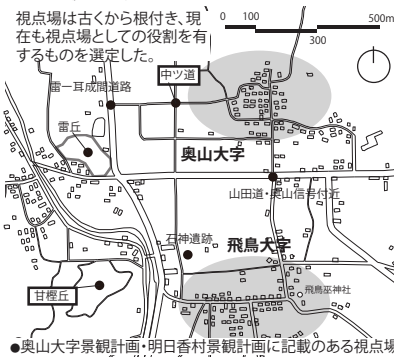 視点場は古くから根付き、現
在も視点場としての役割を有
するものを選定した。
0 100 500m
300
中ツ道
雷ー耳成間道路
雷丘
奥山大字
山田道・奥山信号付近
石神遺跡
飛鳥大字
甘樫丘
飛鳥巫神社
●奥山大字景観計画・明日香村景観計画に記載のある視点場